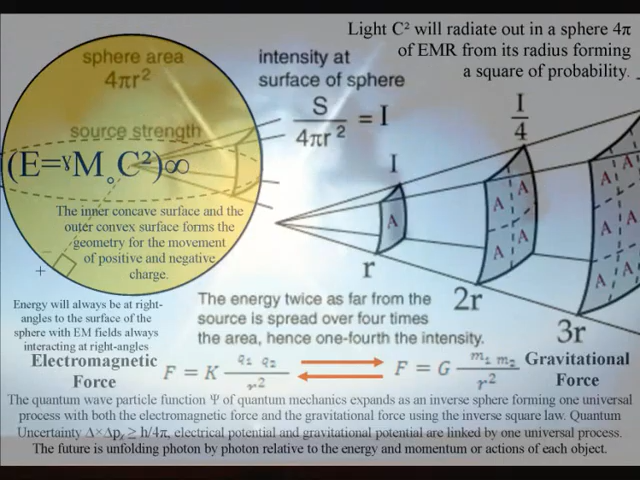 Light C² will radiate out in a sphere 4π
of EMR from its radius forming
a square of probability.
sphere area
4πr²
intensity at
surface of sphere
S
4πr²
= I
source strength
(E=ˠM₀C²)∞
The inner concave surface and the
outer convex surface forms the
geometry for the movement
of positive and negative
charge.
−
+
I
I
4
A
A
A
A
A
A
A
A
A
A
A
r
2r
3r
Energy will always be at right-
angles to the surface of the
sphere with EM fields always
interacting at right-angles
The energy twice as far from the
source is spread over four times
the area, hence one-fourth the intensity.
Electromagnetic
Force
F = K q₁ q₂ / r²
F = G m₁ m₂ / r²
Gravitational
Force
The quantum wave particle function Ψ of quantum mechanics expands as an inverse sphere forming one universal
process with both the electromagnetic force and the gravitational force using the inverse square law. Quantum
Uncertainty Δ×Δpₓ ≥ h/4π, electrical potential and gravitational potential are linked by one universal process.
The future is unfolding photon by photon relative to the energy and momentum or actions of each object.